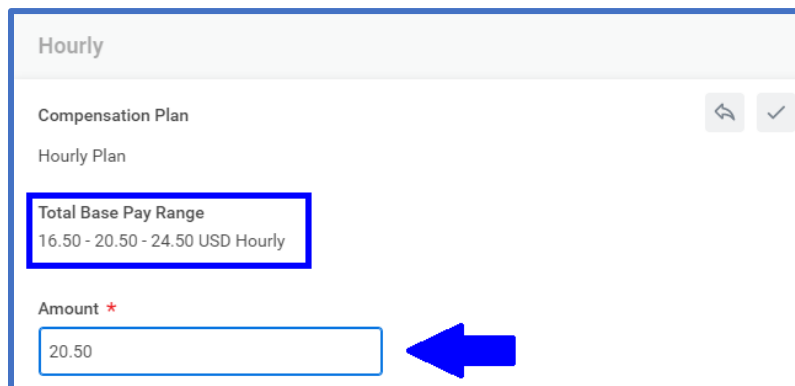 Hourly
Compensation Plan
Hourly Plan
Total Base Pay Range
16.50 - 20.50 - 24.50 USD Hourly
Amount *
20.50